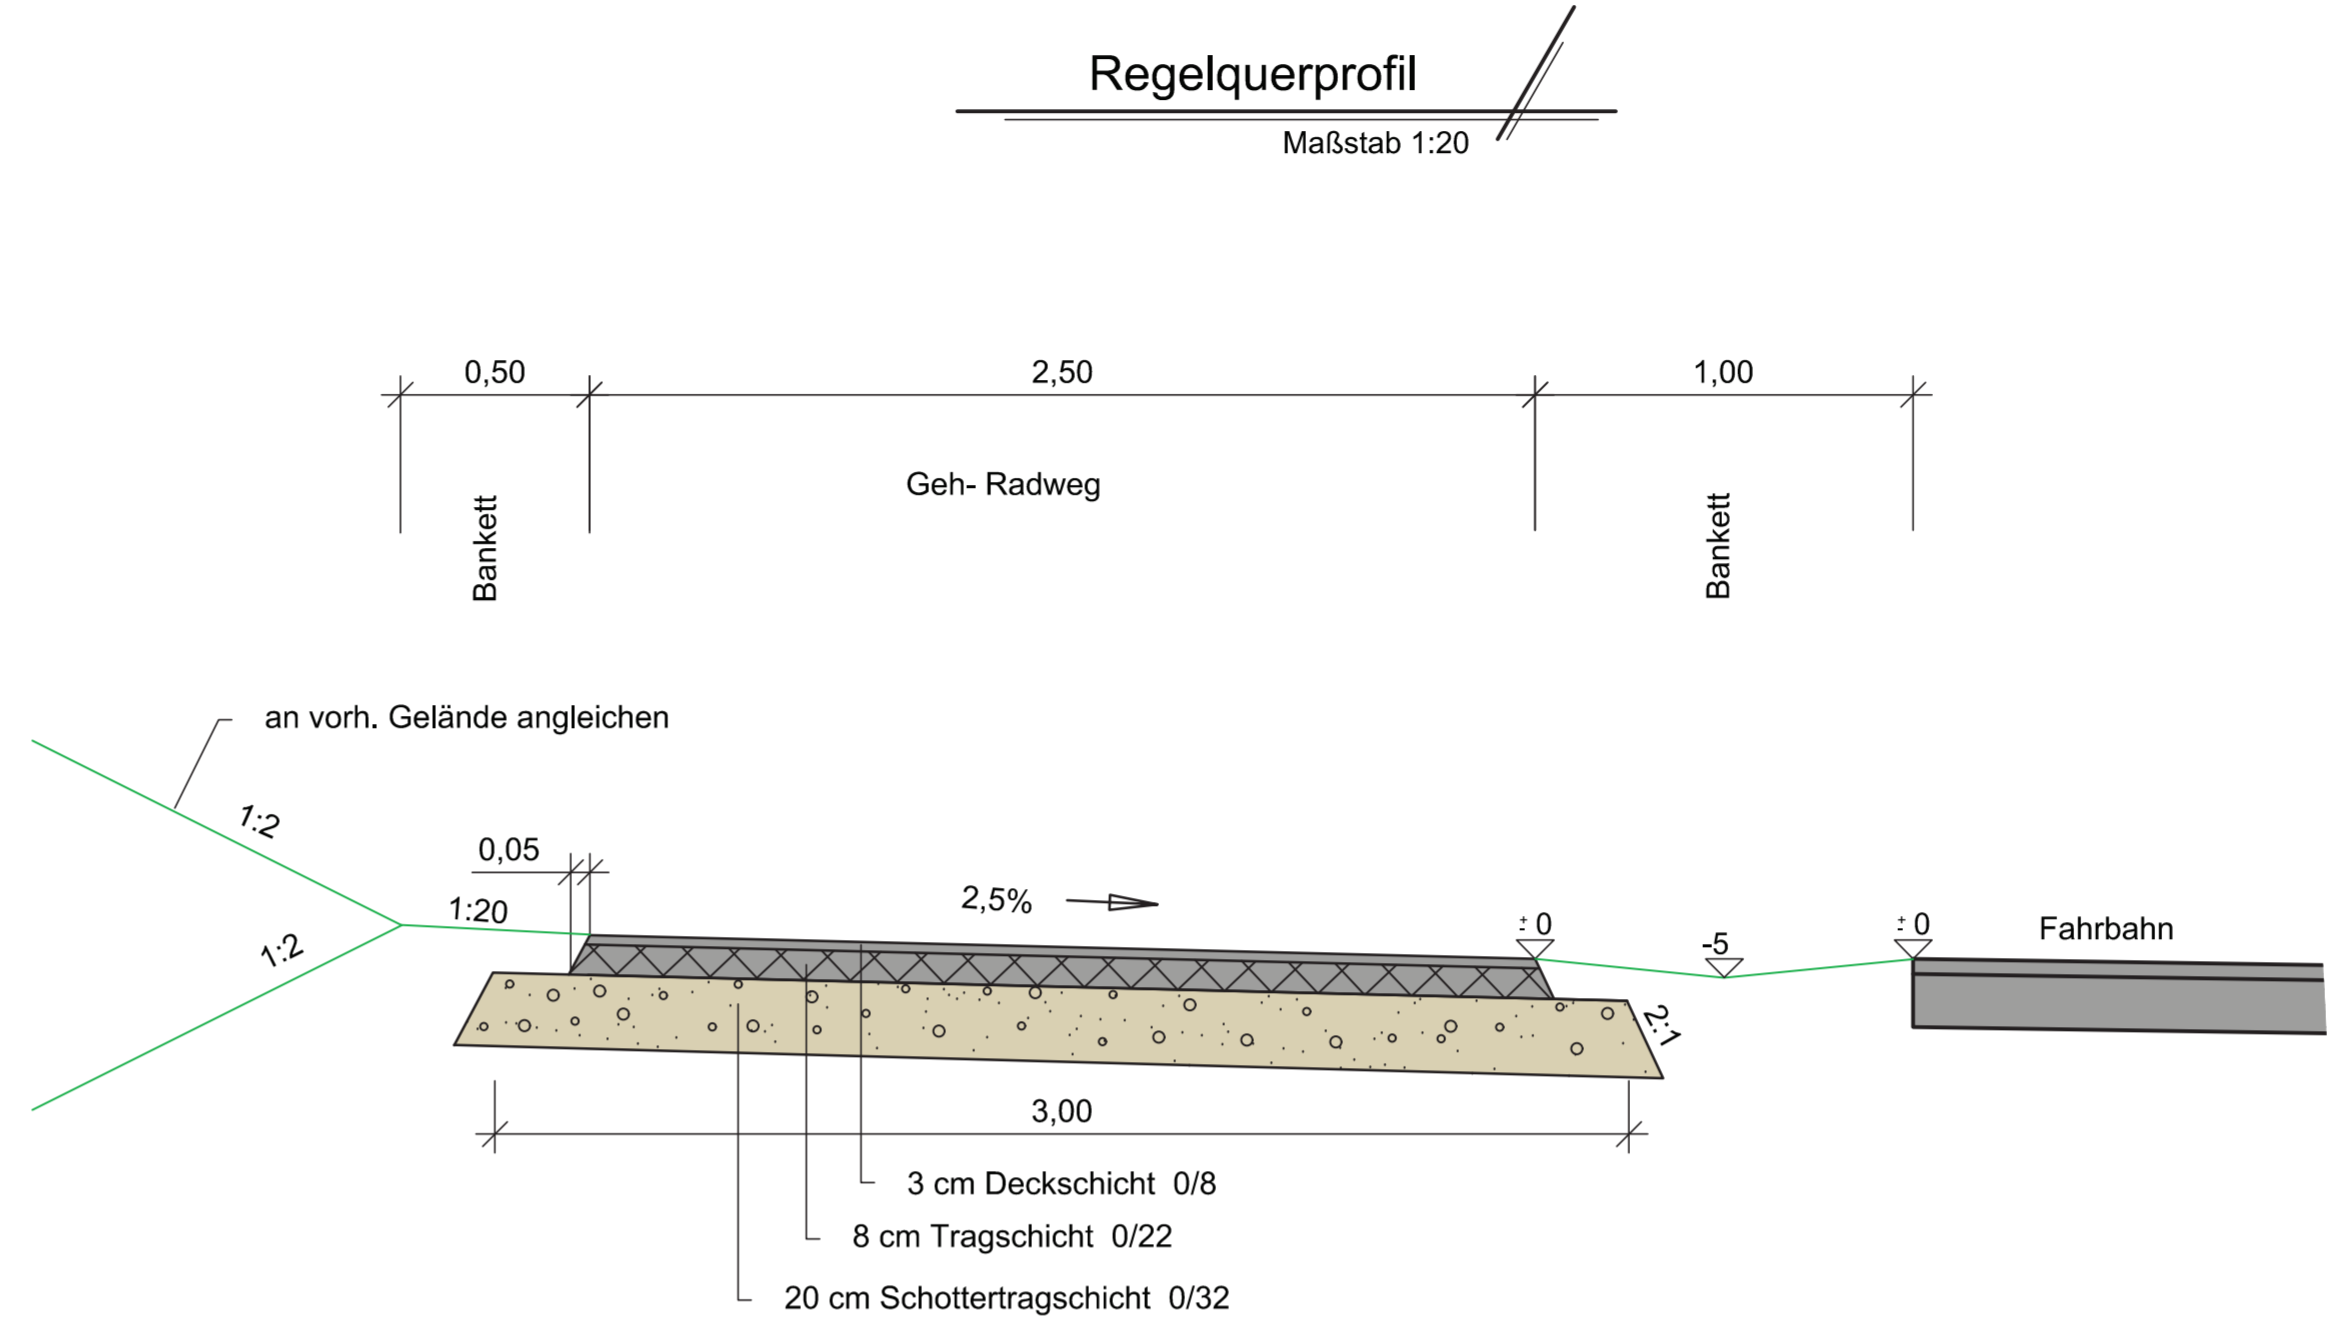 Regelquerprofil
Maßstab 1:20
0,50
2,50
1,00
Geh- Radweg
Bankett
Bankett
an vorh. Gelände angleichen
1:2
0,05
1:20
2,5%
± 0
-5
± 0
Fahrbahn
1:2
2:1
3,00
3 cm Deckschicht 0/8
8 cm Tragschicht 0/22
20 cm Schottertragschicht 0/32